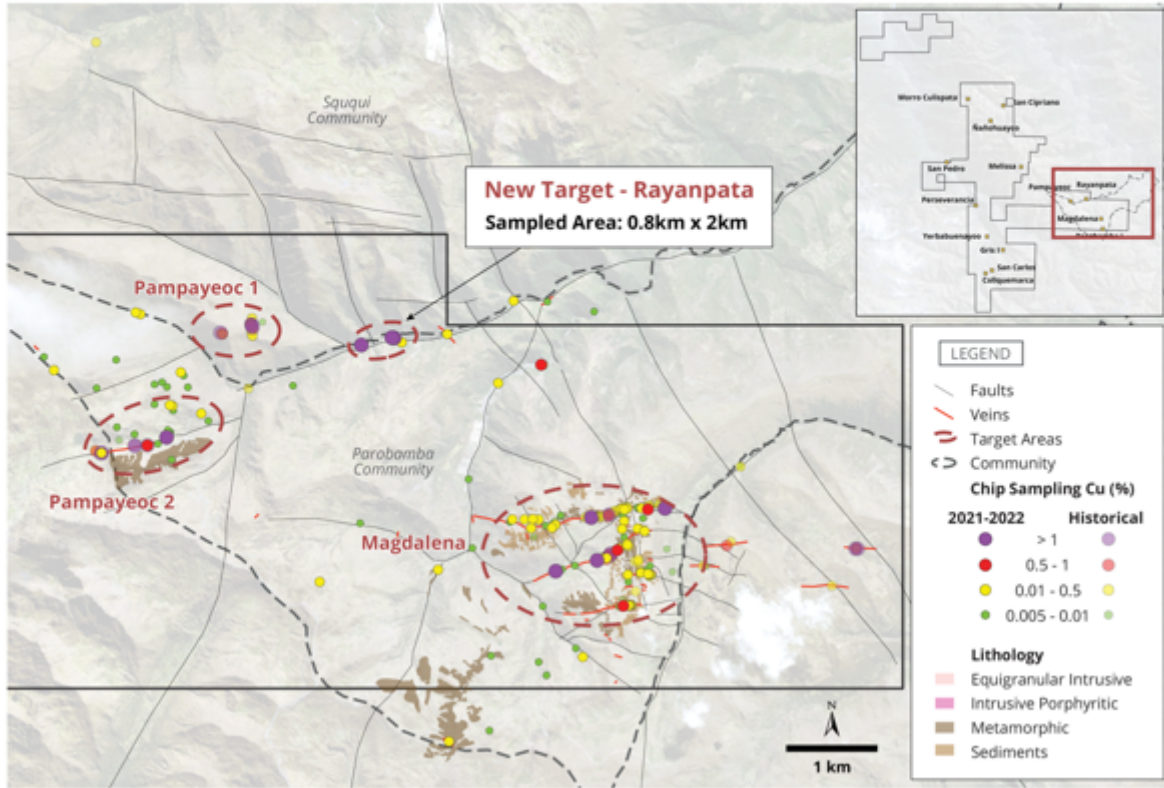 Sququi
Community
New Target - Rayanpata
Sampled Area: 0.8km x 2km
Pampayeoc 1
Pampayeoc 2
Parobamba
Community
Magdalena
Morro Cullspata
San Cipriano
Ñañohuayco
San Pedro
Melissa
Rayanpata
Perseverancia
Magdalena
Yerbabuenayoc
Gris I
San Carlos
Collquemarca
LEGEND
Faults
Veins
Target Areas
Community
Chip Sampling Cu (%)
2021-2022 Historical
> 1
0.5 - 1
0.01 - 0.5
0.005 - 0.01
Lithology
Equigranular Intrusive
Intrusive Porphyritic
Metamorphic
Sediments
N
1 km